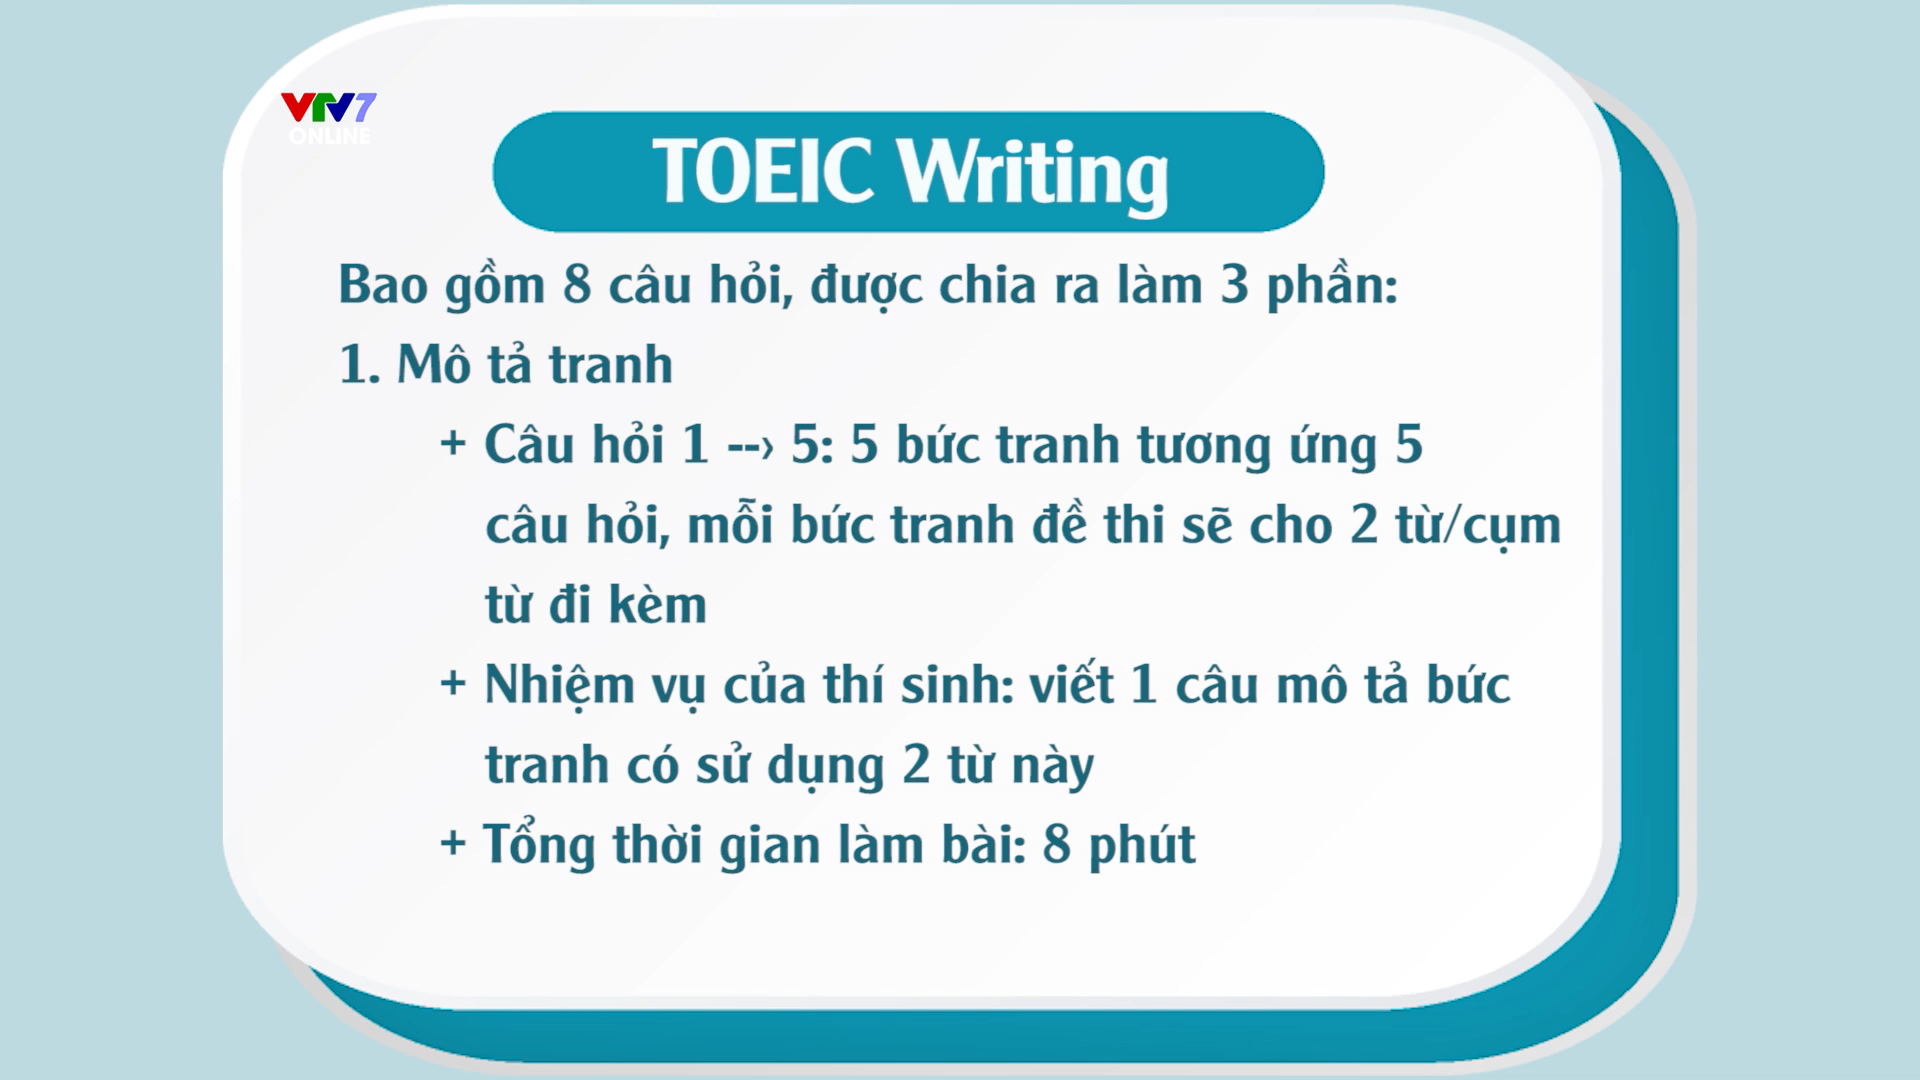 VTV7
ONLINE
TOEIC Writing
Bao gồm 8 câu hỏi, được chia ra làm 3 phần:
1. Mô tả tranh
+ Câu hỏi 1 --› 5: 5 bức tranh tương ứng 5
câu hỏi, mỗi bức tranh đề thi sẽ cho 2 từ/cụm
từ đi kèm
+ Nhiệm vụ của thí sinh: viết 1 câu mô tả bức
tranh có sử dụng 2 từ này
+ Tổng thời gian làm bài: 8 phút